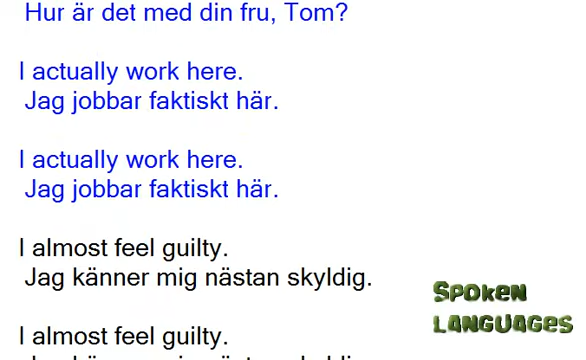 Hur är det med din fru, Tom?
I actually work here.
Jag jobbar faktiskt här.
I actually work here.
Jag jobbar faktiskt här.
I almost feel guilty.
Jag känner mig nästan skyldig.
I almost feel guilty.
Spoken
Languages